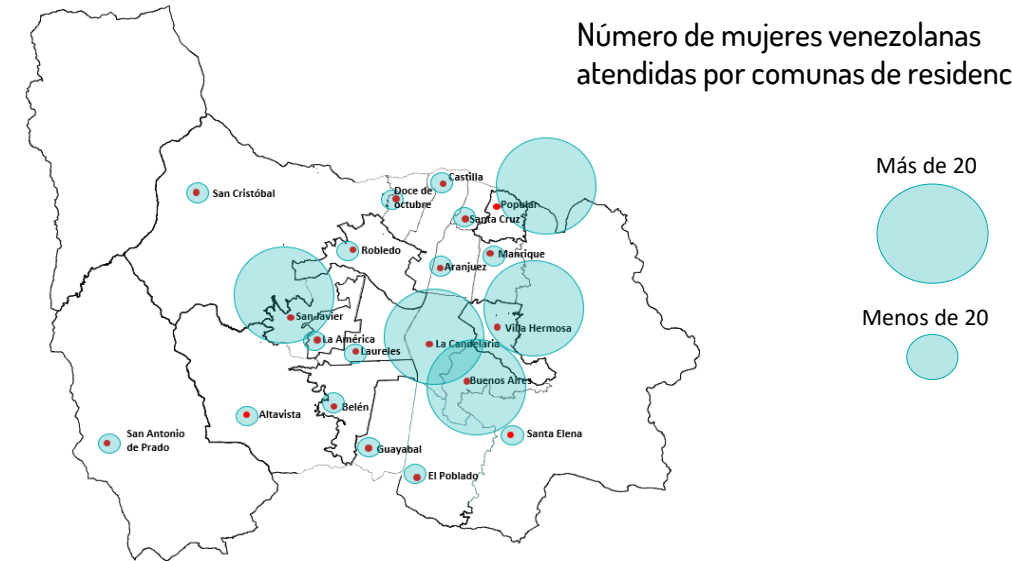 Número de mujeres venezolanas
atendidas por comunas de residenc
Más de 20
Menos de 20
Castilla
Doce de
octubre
San Cristóbal
Popular
Santa Cruz
Robledo
Manrique
Aranjuez
San Javier
Villa Hermosa
La América
La Candelaria
Laureles
Buenos Aires
Belén
Altavista
San Antonio
de Prado
Santa Elena
Guayabal
El Poblado